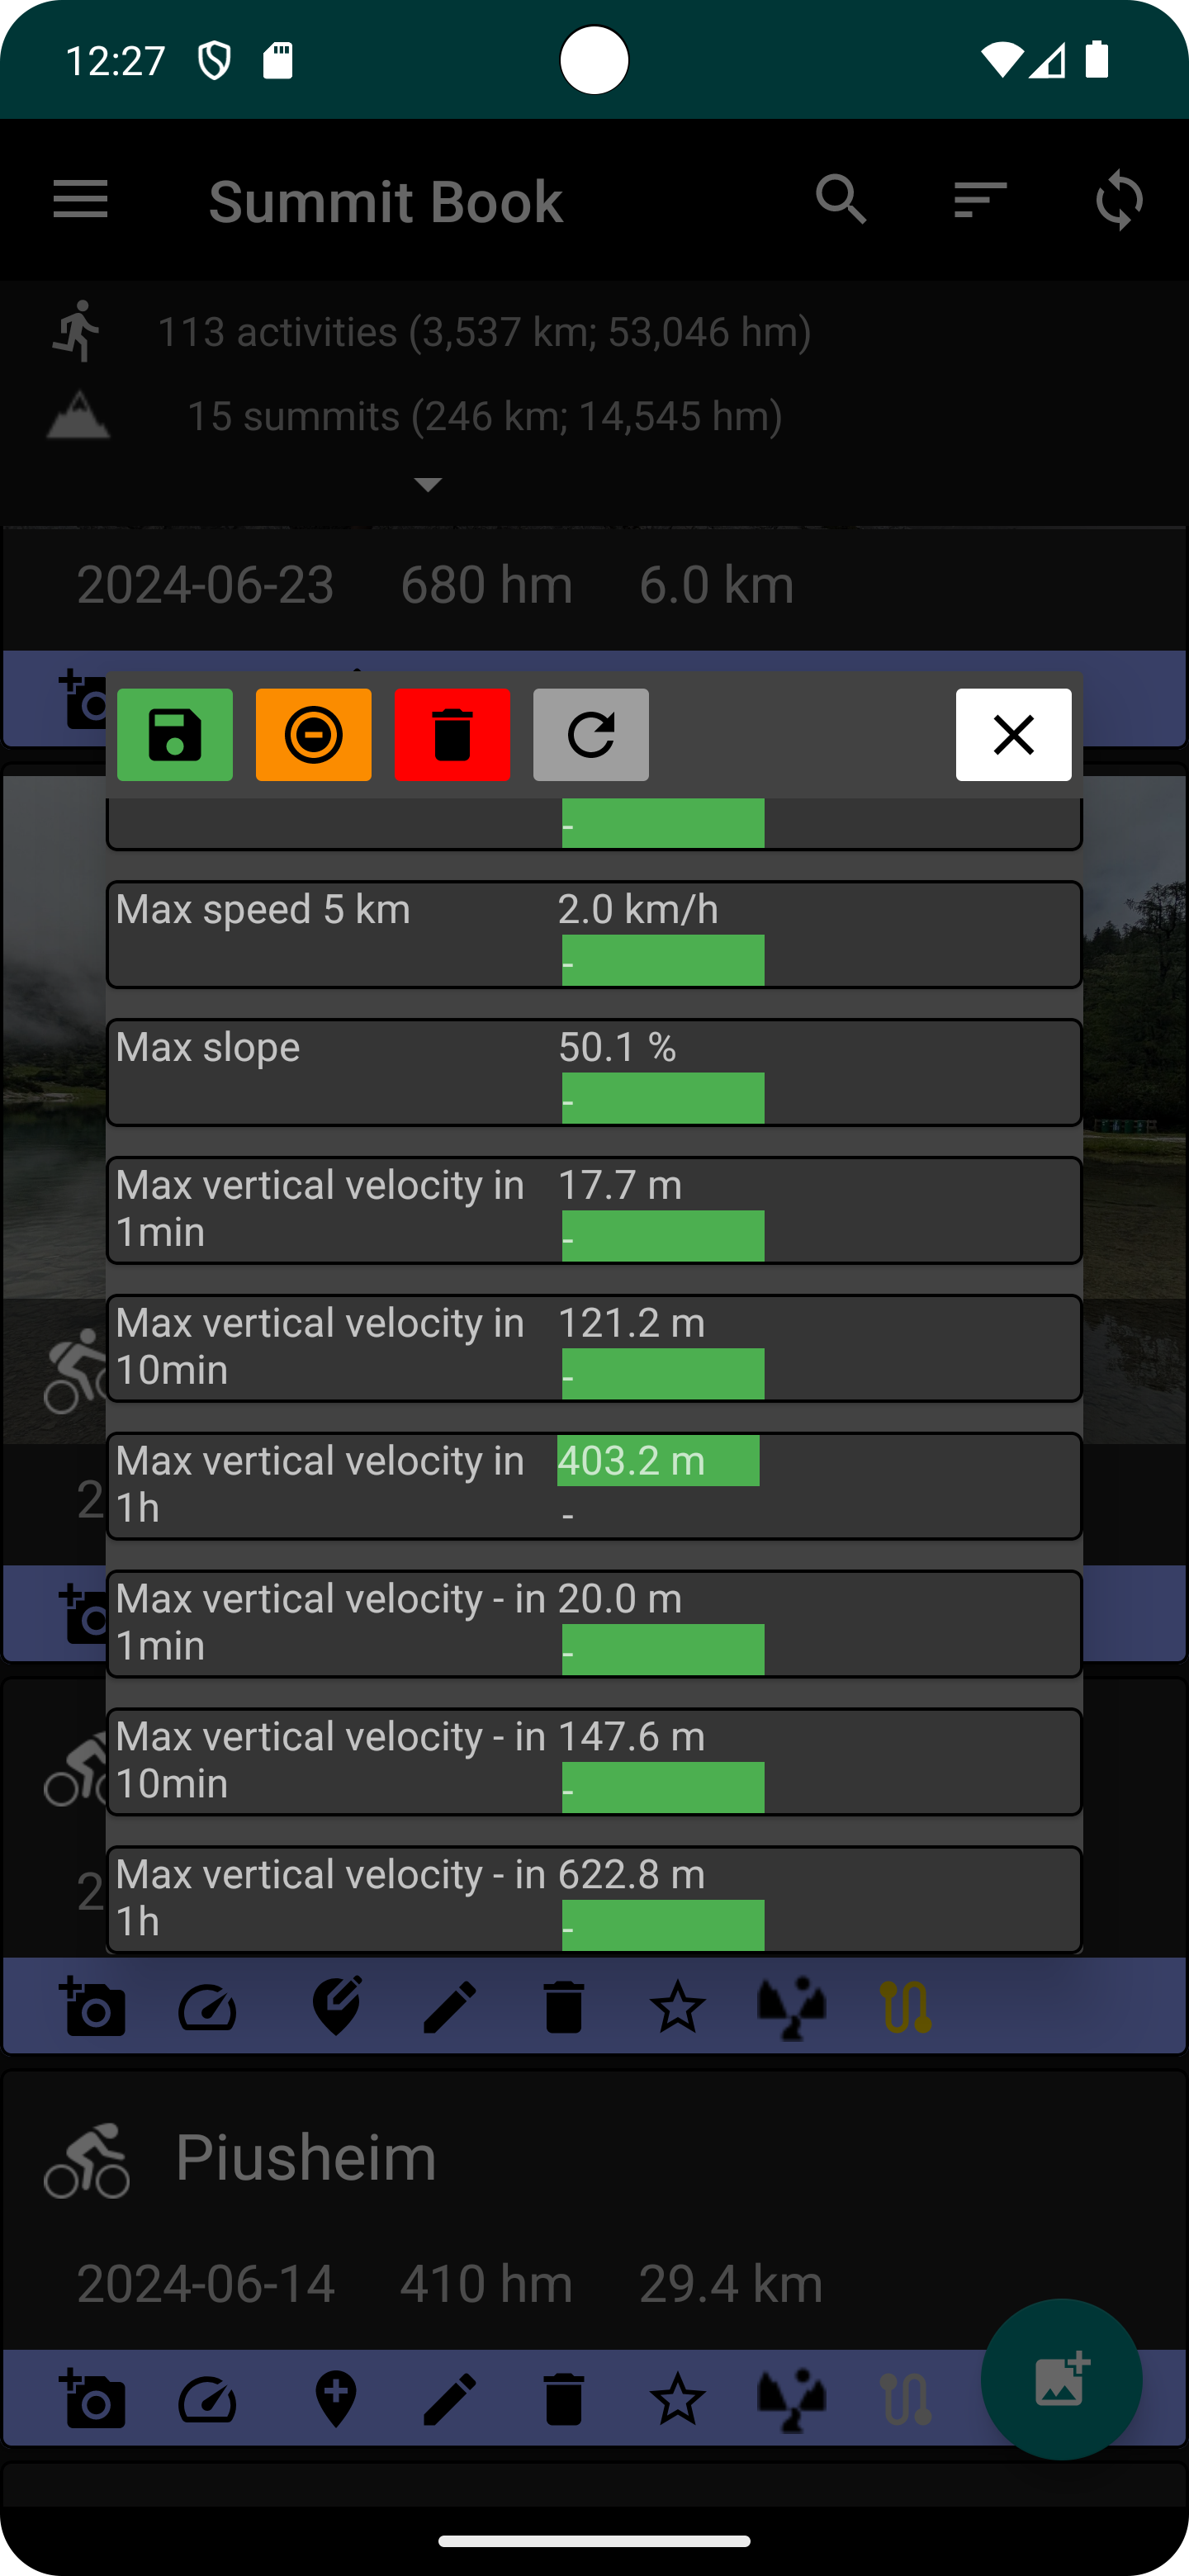 12:27
Summit Book
113 activities (3,537 km; 53,046 hm)
15 summits (246 km; 14,545 hm)
2024-06-23 680 hm 6.0 km
-
Max speed 5 km 2.0 km/h
-
Max slope 50.1 %
-
Max vertical velocity in 17.7 m
1min -
Max vertical velocity in 121.2 m
10min -
Max vertical velocity in 403.2 m
1h -
Max vertical velocity - in 20.0 m
1min -
Max vertical velocity - in 147.6 m
10min -
Max vertical velocity - in 622.8 m
1h -
2
2
Piusheim
2024-06-14 410 hm 29.4 km